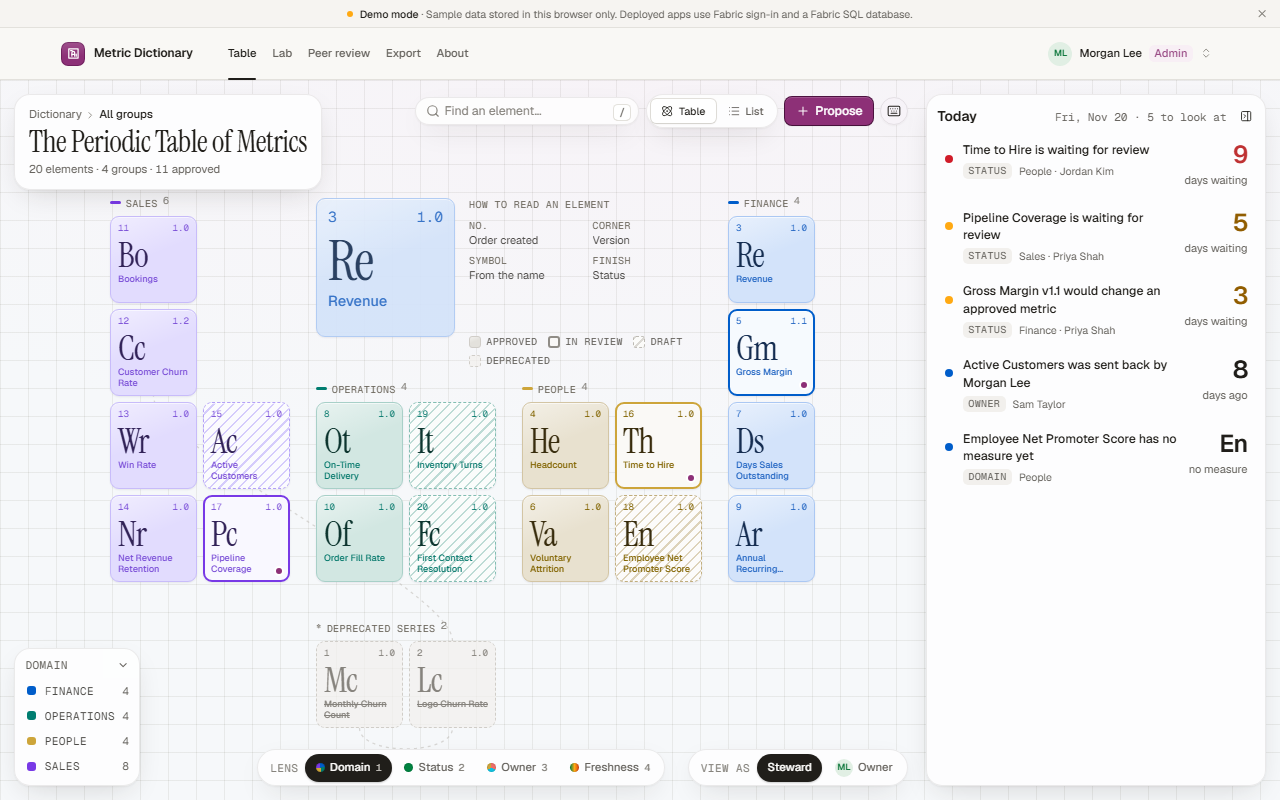 Demo mode · Sample data stored in this browser only. Deployed apps use Fabric sign-in and a Fabric SQL database.
Metric Dictionary
Table
Lab
Peer review
Export
About
ML
Morgan Lee
Admin
Dictionary > All groups
The Periodic Table of Metrics
20 elements · 4 groups · 11 approved
Find an element…
/
Table
List
+ Propose
SALES 6
11 1.0
Bo
Bookings
12 1.2
Cc
Customer Churn
Rate
13 1.0
Wr
Win Rate
15 1.0
Ac
Active
Customers
14 1.0
Nr
Net Revenue
Retention
17 1.0
Pc
Pipeline
Coverage
3 1.0
Re
Revenue
HOW TO READ AN ELEMENT
NO.
Order created
CORNER
Version
SYMBOL
From the name
FINISH
Status
APPROVED
IN REVIEW
DRAFT
DEPRECATED
OPERATIONS 4
8 1.0
Ot
On-Time
Delivery
19 1.0
It
Inventory Turns
10 1.0
Of
Order Fill Rate
20 1.0
Fc
First Contact
Resolution
PEOPLE 4
4 1.0
He
Headcount
16 1.0
Th
Time to Hire
6 1.0
Va
Voluntary
Attrition
18 1.0
En
Employee Net
Promoter Score
FINANCE 4
3 1.0
Re
Revenue
5 1.1
Gm
Gross Margin
7 1.0
Ds
Days Sales
Outstanding
9 1.0
Ar
Annual
Recurring…
* DEPRECATED SERIES 2
1 1.0
Mc
Monthly Churn
Count
2 1.0
Lc
Logo Churn Rate
DOMAIN
FINANCE 4
OPERATIONS 4
PEOPLE 4
SALES 8
LENS
Domain 1
Status 2
Owner 3
Freshness 4
VIEW AS
Steward
ML
Owner
Today
Fri, Nov 20 · 5 to look at
Time to Hire is waiting for review
STATUS People · Jordan Kim
9
days waiting
Pipeline Coverage is waiting for
review
STATUS Sales · Priya Shah
5
days waiting
Gross Margin v1.1 would change an
approved metric
STATUS Finance · Priya Shah
3
days waiting
Active Customers was sent back by
Morgan Lee
OWNER Sam Taylor
8
days ago
Employee Net Promoter Score has no
measure yet
DOMAIN People
En
no measure